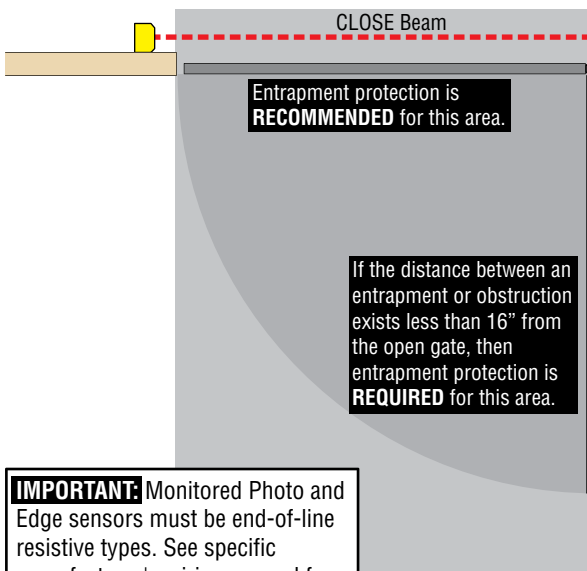 CLOSE Beam
Entrapment protection is
RECOMMENDED for this area.
If the distance between an
entrapment or obstruction
exists less than 16” from
the open gate, then
entrapment protection is
REQUIRED for this area.
IMPORTANT: Monitored Photo and
Edge sensors must be end-of-line
resistive types. See specific